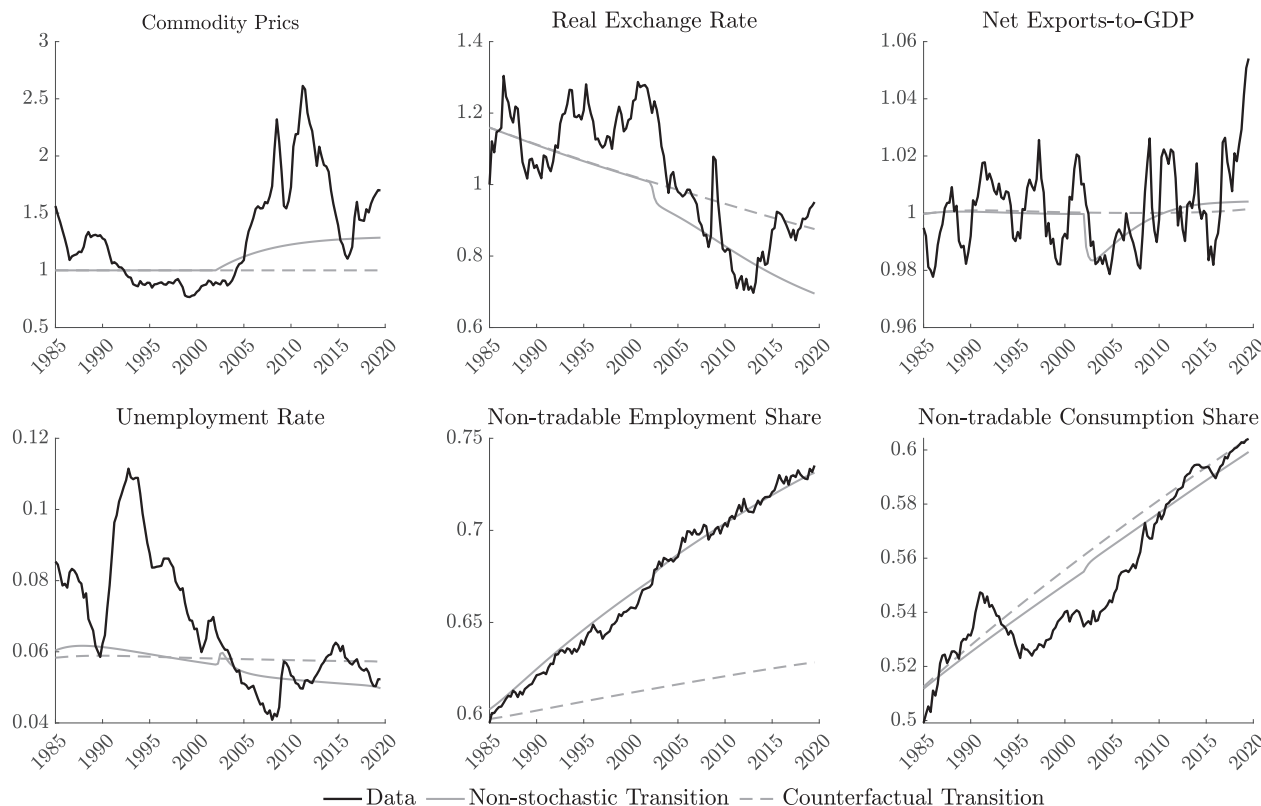 Commodity Prics
Real Exchange Rate
Net Exports-to-GDP
3
2.5
2
1.5
1
0.5
1985 1990 1995 2000 2005 2010 2015 2020
1.4
1.2
1
0.8
0.6
1985 1990 1995 2000 2005 2010 2015 2020
1.06
1.04
1.02
1
0.98
0.96
1985 1990 1995 2000 2005 2010 2015 2020
Unemployment Rate
Non-tradable Employment Share
Non-tradable Consumption Share
0.12
0.1
0.08
0.06
0.04
1985 1990 1995 2000 2005 2010 2015 2020
0.75
0.7
0.65
0.6
1985 1990 1995 2000 2005 2010 2015 2020
0.6
0.58
0.56
0.54
0.52
0.5
1985 1990 1995 2000 2005 2010 2015 2020
Data Non-stochastic Transition Counterfactual Transition